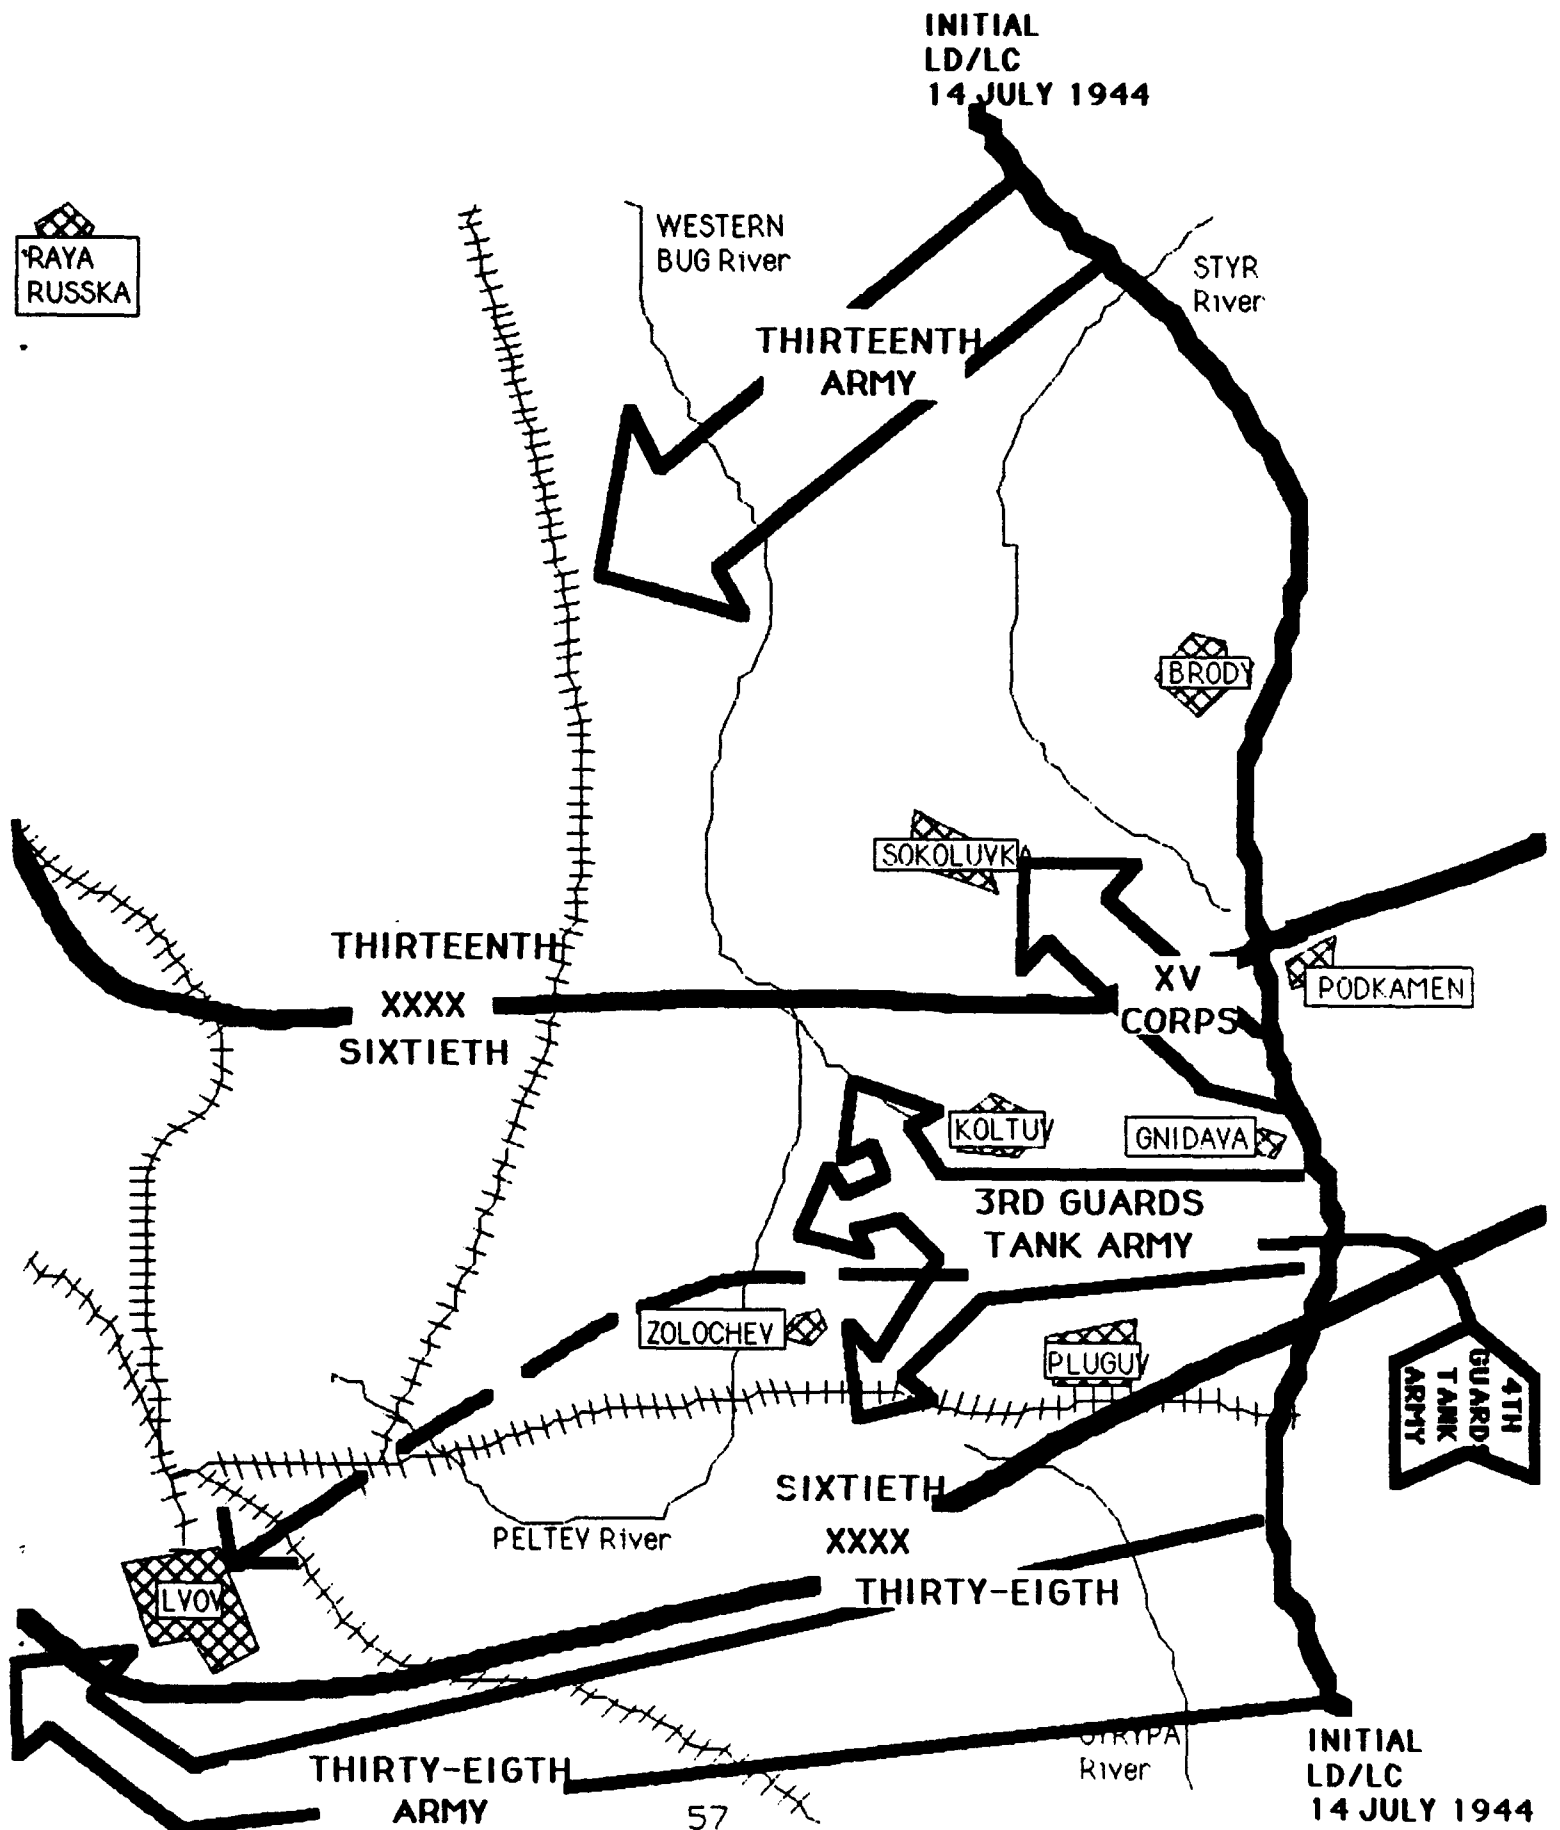 INITIAL
LD/LC
14 JULY 1944
RAYA
RUSSKA
WESTERN
BUG River
STYR
River
THIRTEENTH
ARMY
BRODY
SOKOLUVKA
THIRTEENTH
XXXX
SIXTIETH
XV
CORPS
PODKAMEN
KOLTUV
GNIDAVA
3RD GUARDS
TANK ARMY
ZOLOCHEV
PLUGUV
4TH
GUARDS
TANK
ARMY
SIXTIETH
XXXX
THIRTY-EIGTH
PELTEV River
LVOV
STRYPA
River
THIRTY-EIGTH
ARMY
INITIAL
LD/LC
14 JULY 1944
57